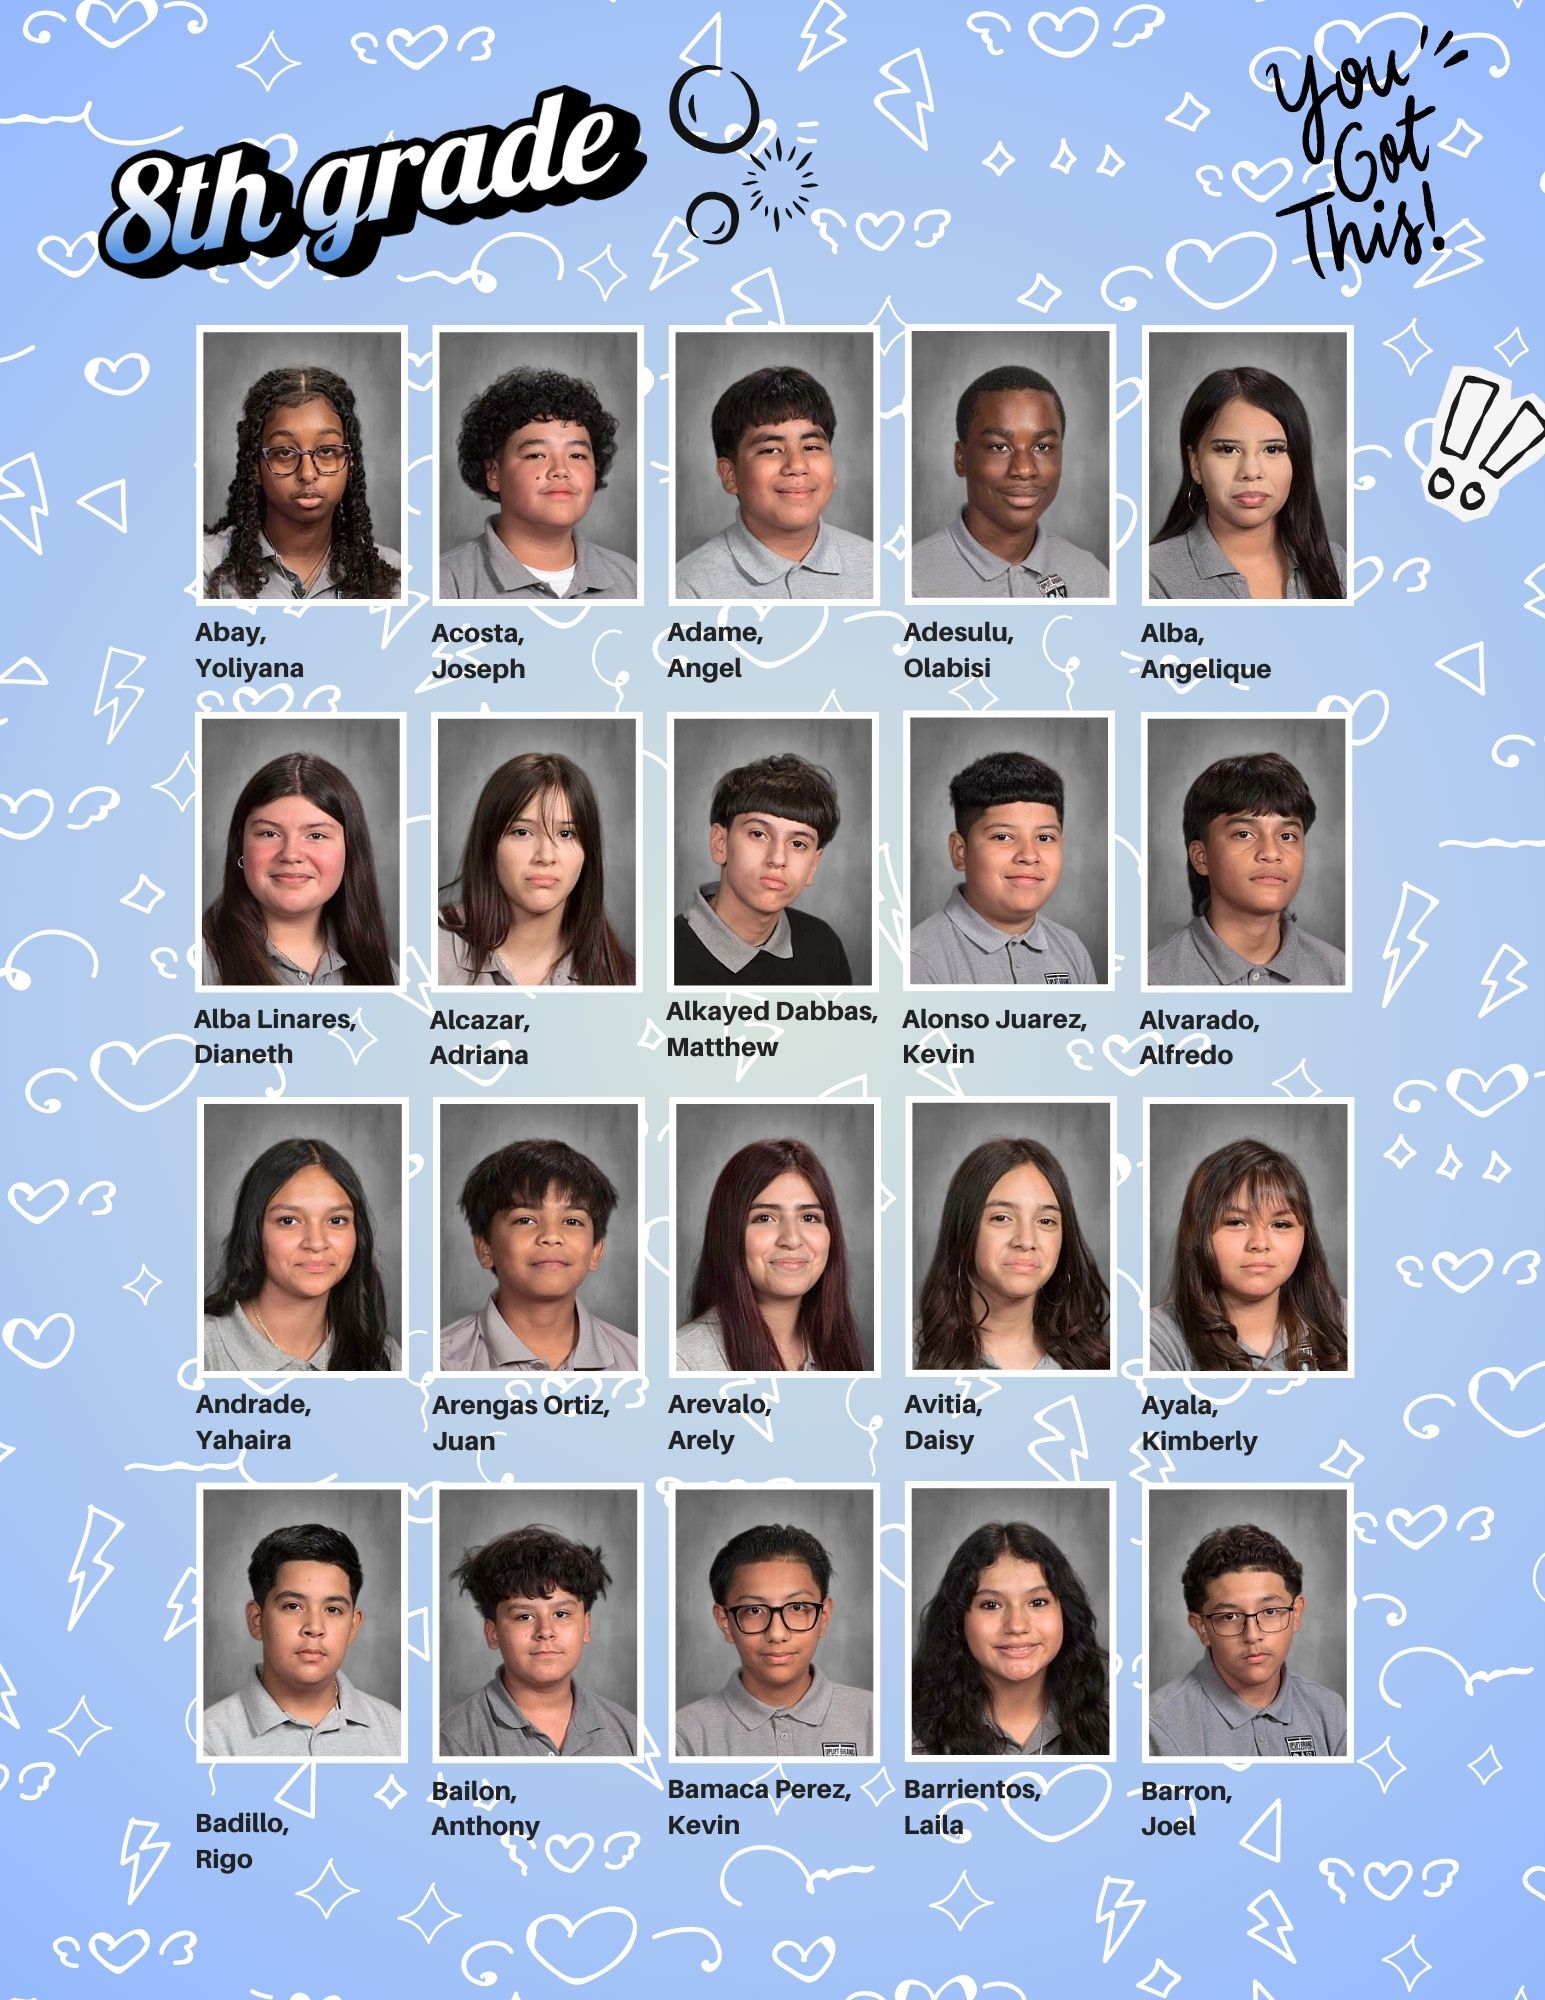 8th grade
You
Got
This!
Abay,
Yoliyana
Acosta,
Joseph
Adame,
Angel
Adesulu,
Olabisi
Alba,
Angelique
Alba Linares,
Dianeth
Alcazar,
Adriana
Alkayed Dabbas,
Matthew
Alonso Juarez,
Kevin
Alvarado,
Alfredo
Andrade,
Yahaira
Arengas Ortiz,
Juan
Arevalo,
Arely
Avitia,
Daisy
Ayala,
Kimberly
Badillo,
Rigo
Bailon,
Anthony
Bamaca Perez,
Kevin
Barrientos,
Laila
Barron,
Joel